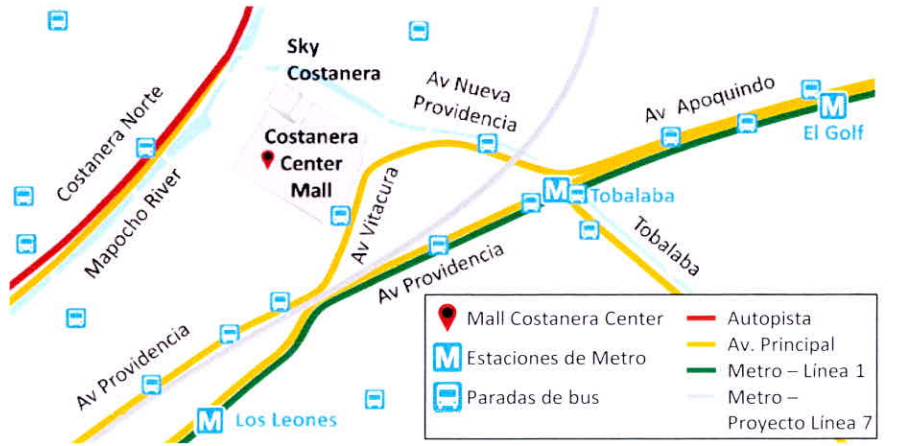 Sky
Costanera
Av Nueva
Providencia
Av Apoquindo
M
El Golf
Costanera Norte
Costanera
Center
Mall
Mapocho River
Av Vitacura
M
Tobalaba
Tobalaba
Av Providencia
Av Providencia
M
Los Leones
Mall Costanera Center
M
Estaciones de Metro
Paradas de bus
Autopista
Av. Principal
Metro – Línea 1
Metro –
Proyecto Línea 7